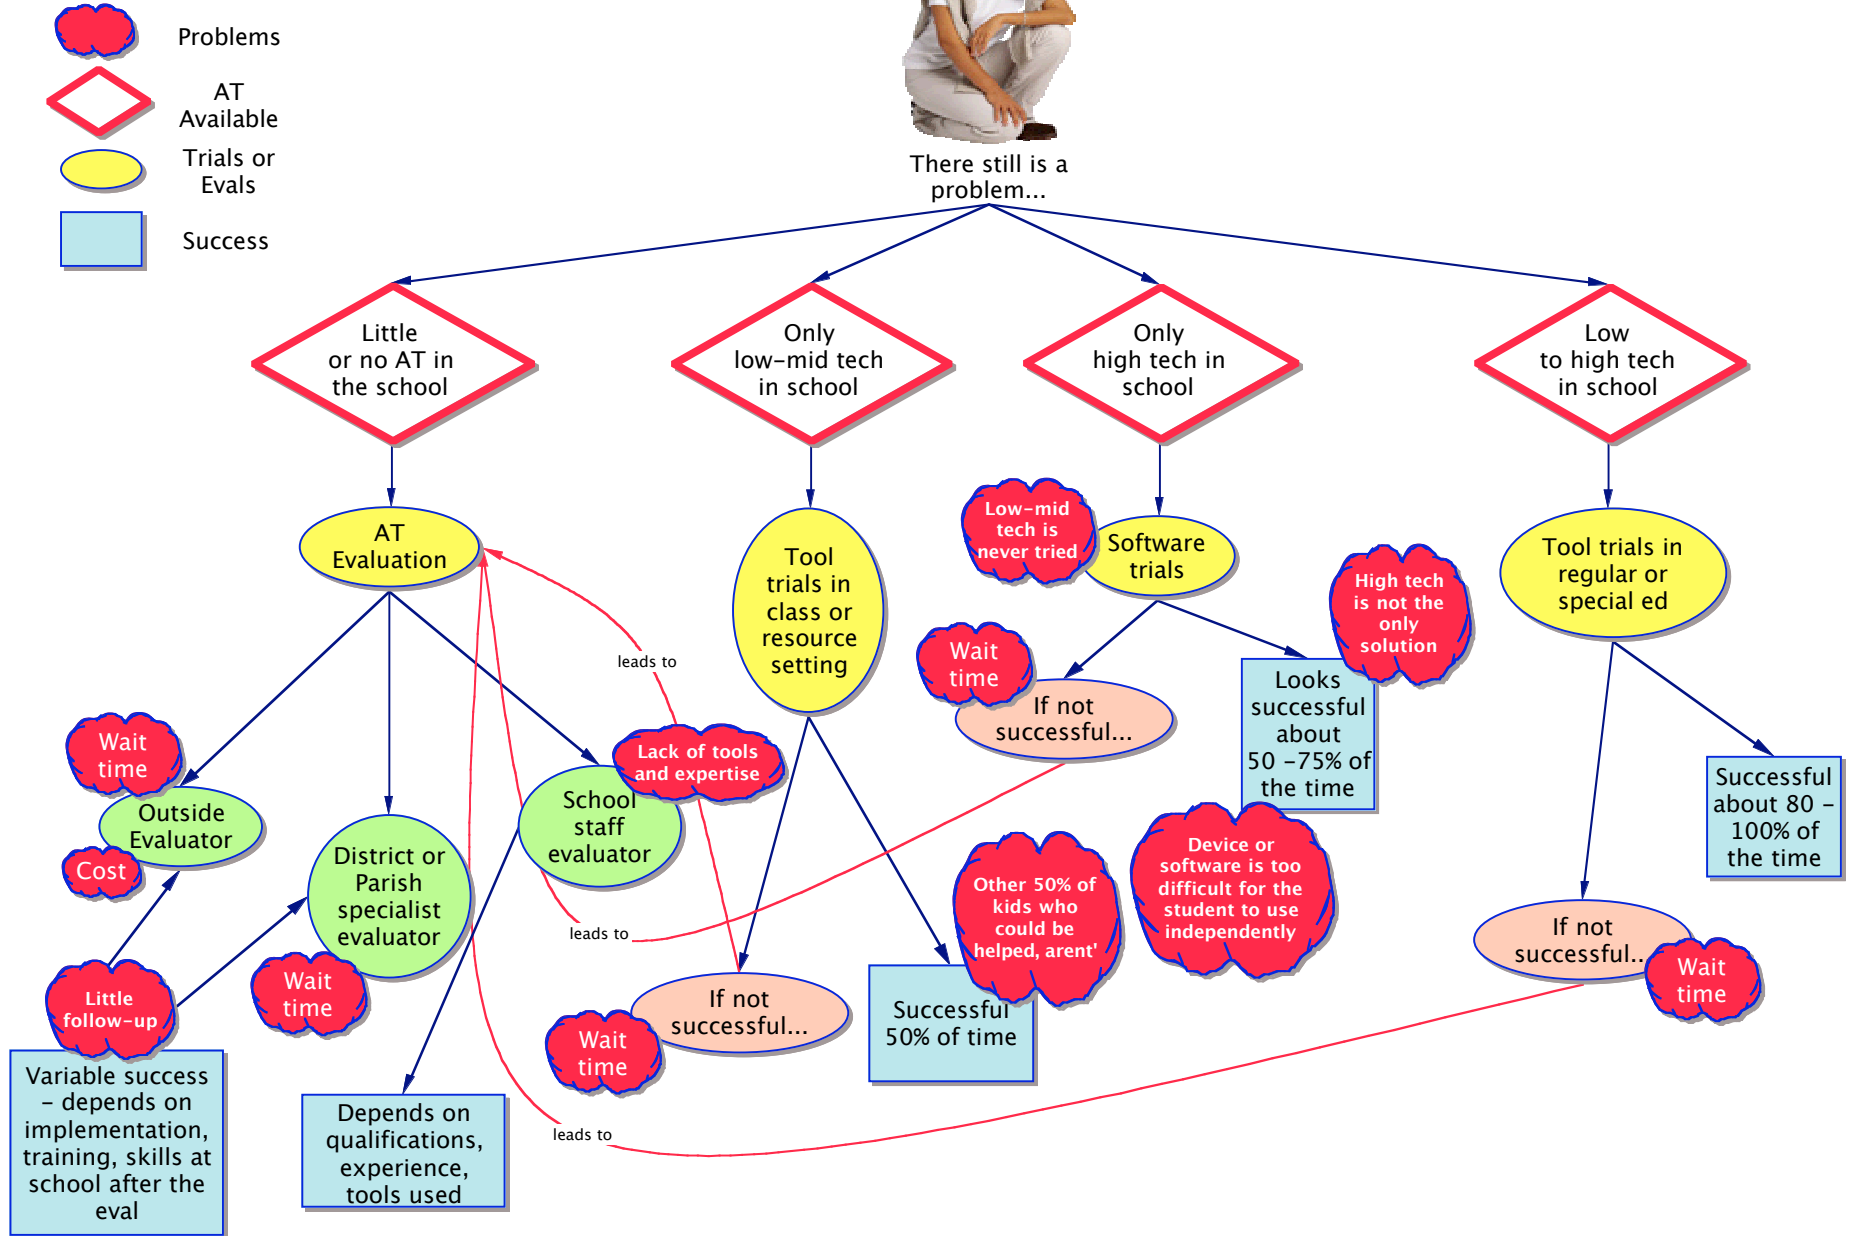 Problems
AT
Available
Trials or
Evals
Success
There still is a
problem...
Little
or no AT in
the school
Only
low-mid tech
in school
Only
high tech in
school
Low
to high tech
in school
AT
Evaluation
Tool
trials in
class or
resource
setting
Low-mid
tech is
never tried
Software
trials
High tech
is not the
only
solution
Tool trials in
regular or
special ed
leads to
Wait
time
If not
successful...
Looks
successful
about
50 -75% of
the time
Wait
time
Outside
Evaluator
Cost
Lack of tools
and expertise
School
staff
evaluator
District or
Parish
specialist
evaluator
Wait
time
leads to
Other 50% of
kids who
could be
helped, arent'
Device or
software is too
difficult for the
student to use
independently
Successful
about 80 -
100% of
the time
If not
successful...
Wait
time
Little
follow-up
If not
successful...
Wait
time
Successful
50% of time
Variable success
- depends on
implementation,
training, skills at
school after the
eval
Depends on
qualifications,
experience,
tools used
leads to